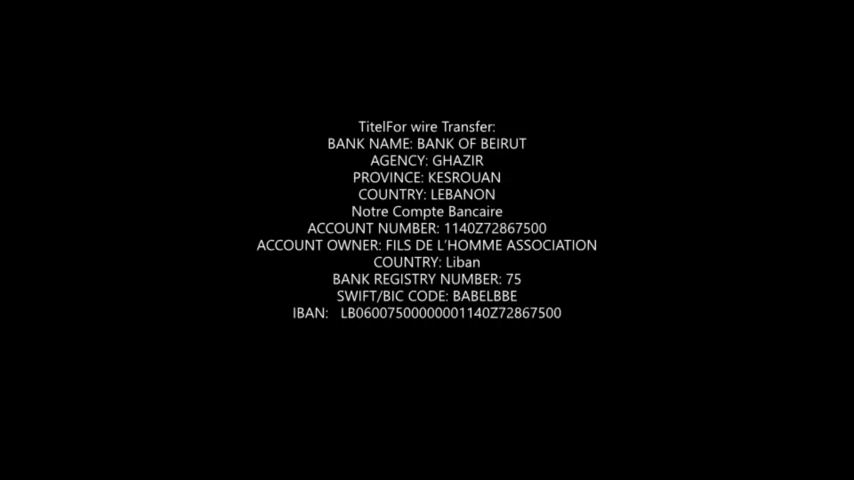 TitelFor wire Transfer:
BANK NAME: BANK OF BEIRUT
AGENCY: GHAZIR
PROVINCE: KESROUAN
COUNTRY: LEBANON
Notre Compte Bancaire
ACCOUNT NUMBER: 1140Z72867500
ACCOUNT OWNER: FILS DE L'HOMME ASSOCIATION
COUNTRY: Liban
BANK REGISTRY NUMBER: 75
SWIFT/BIC CODE: BABELBBE
IBAN: LB06007500000001140Z72867500